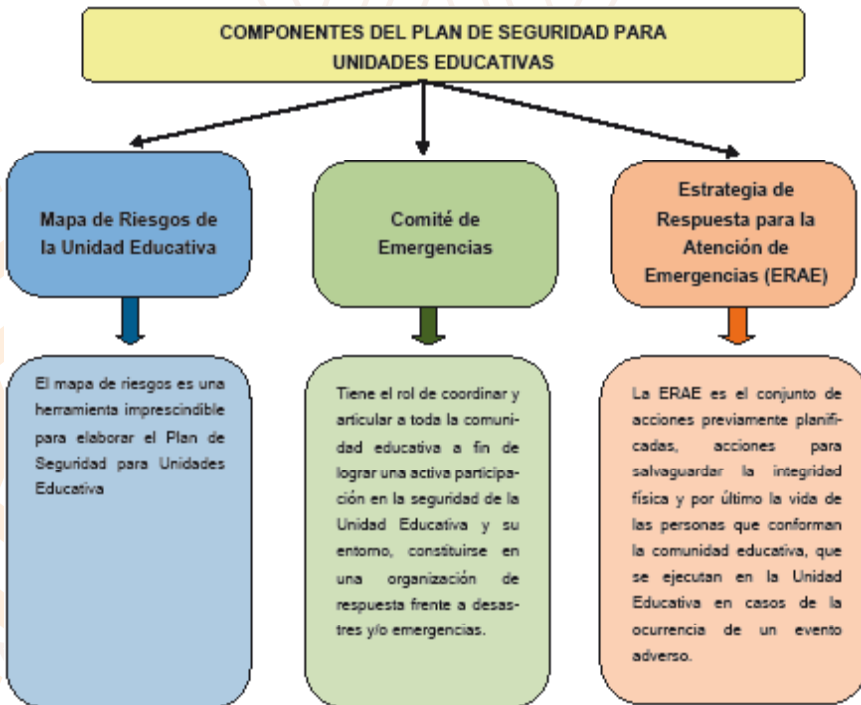 COMPONENTES DEL PLAN DE SEGURIDAD PARA
UNIDADES EDUCATIVAS
Mapa de Riesgos de
la Unidad Educativa
Comité de
Emergencias
Estrategia de
Respuesta para la
Atención de
Emergencias (ERAE)
El mapa de riesgos es una
herramienta imprescindible
para elaborar el Plan de
Seguridad para Unidades
Educativa
Tiene el rol de coordinar y
articular a toda la comuni-
dad educativa a fin de
lograr una activa participa-
ción en la seguridad de la
Unidad Educativa y su
entorno, constituirse en
una organización de
respuesta frente a desas-
tres y/o emergencias.
La ERAE es el conjunto de
acciones previamente planifi-
cadas, acciones para
salvaguardar la integridad
física y por último la vida de
las personas que conforman
la comunidad educativa, que
se ejecutan en la Unidad
Educativa en casos de la
ocurrencia de un evento
adverso.